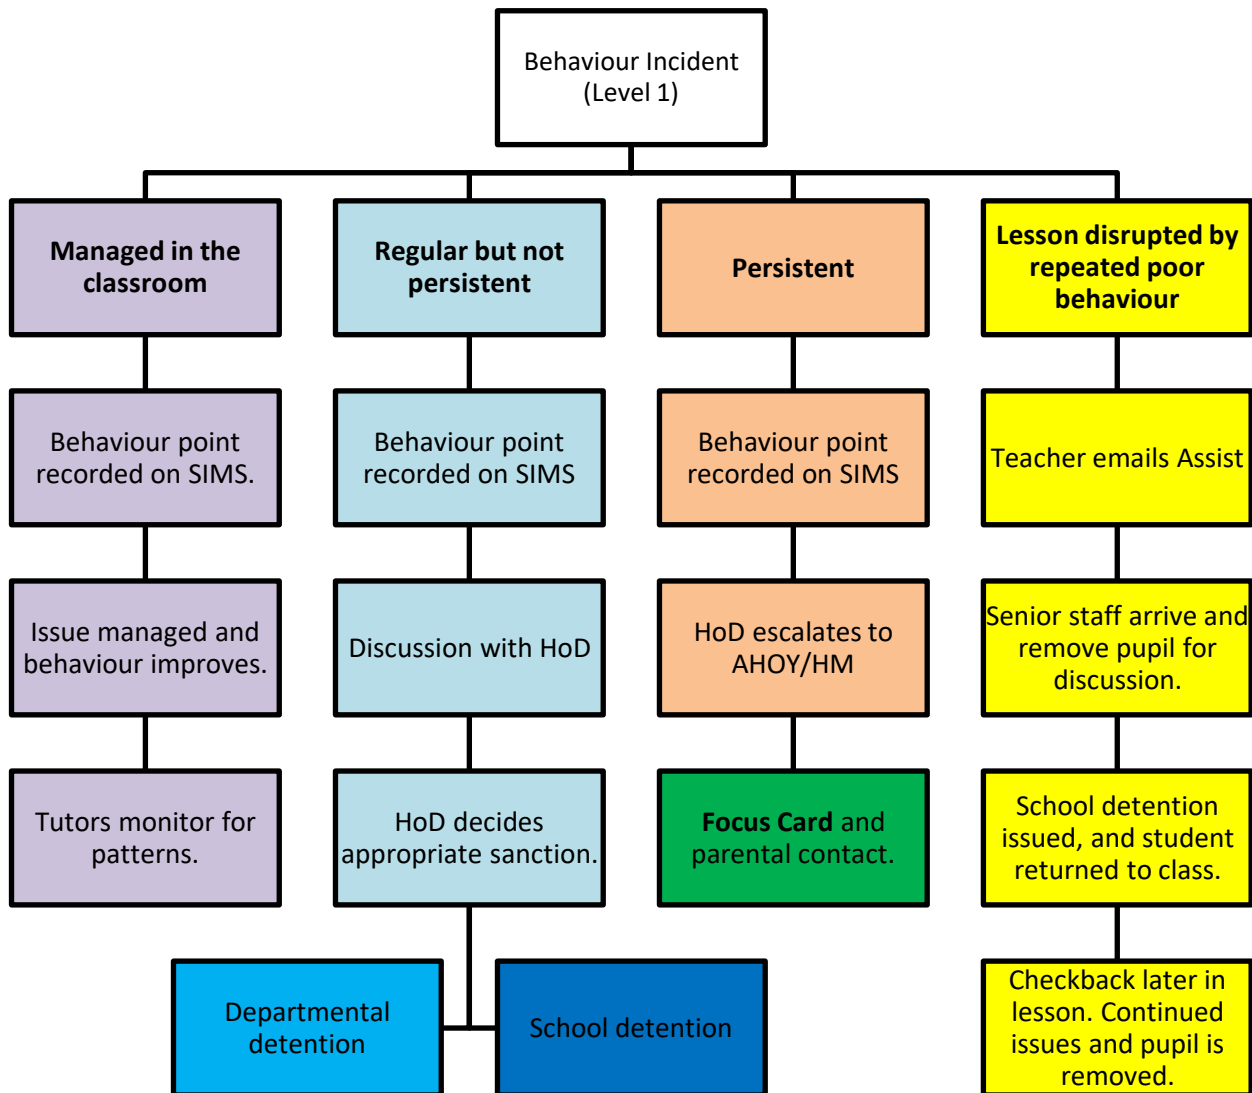 Behaviour Incident
(Level 1)
Managed in the
classroom
Regular but not
persistent
Persistent
Lesson disrupted by
repeated poor
behaviour
Behaviour point
recorded on SIMS.
Behaviour point
recorded on SIMS
Behaviour point
recorded on SIMS
Teacher emails Assist
Issue managed and
behaviour improves.
Discussion with HoD
HoD escalates to
AHOY/HM
Senior staff arrive and
remove pupil for
discussion.
Tutors monitor for
patterns.
HoD decides
appropriate sanction.
Focus Card and
parental contact.
School detention
issued, and student
returned to class.
Departmental
detention
School detention
Checkback later in
lesson. Continued
issues and pupil is
removed.